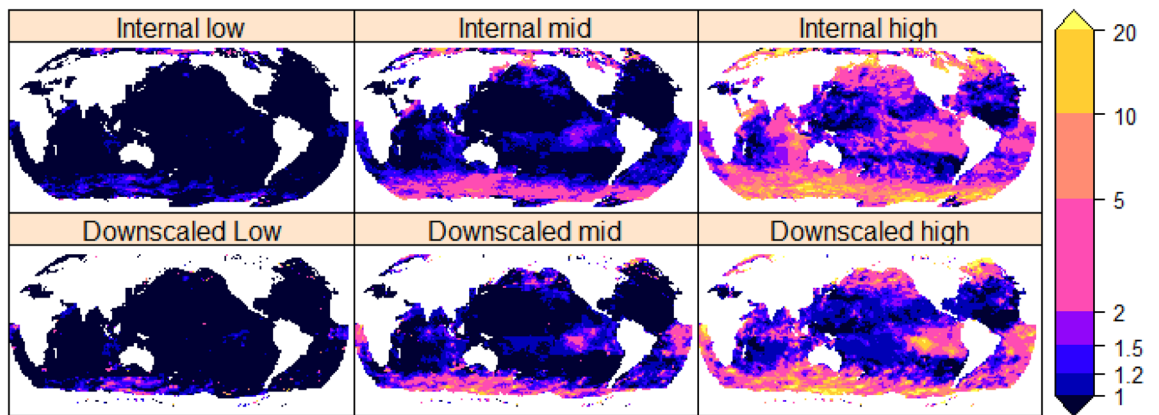 Internal low
Internal mid
Internal high
Downscaled Low
Downscaled mid
Downscaled high
20
10
5
2
1.5
1.2
1